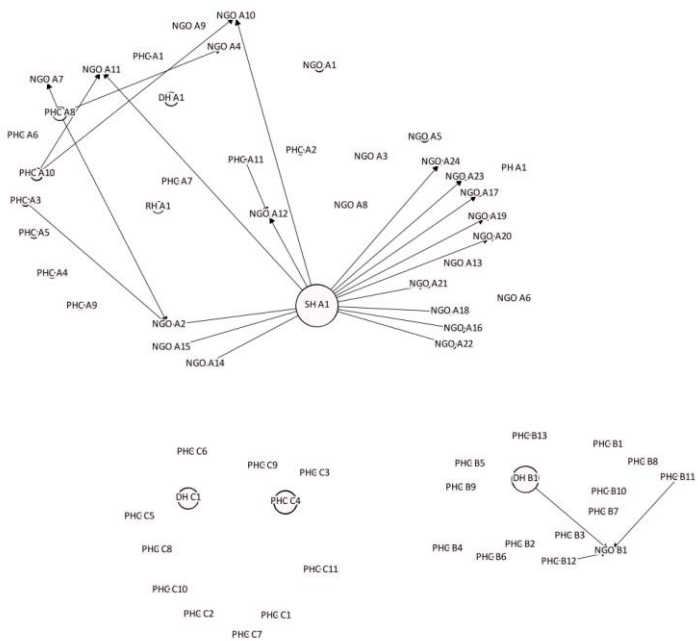 NGO A10
NGO A9
NGO A4
PHC A1
NGO A1
NGO A11
NGO A7
DH A1
PHC A8
PHC A6
NGO A5
PHC A2
NGO A3
PHC A11
NGO A24
PH A1
PHC A10
NGO A23
PHC A7
NGO A17
PHC A3
RH A1
NGO A8
NGO A12
NGO A19
PHC A5
NGO A20
NGO A13
PHC A4
NGO A21
NGO A6
PHC A9
SH A1
NGO A18
NGO A2
NGO A16
NGO A15
NGO A22
NGO A14
PHC C6
PHC C9
PHC C3
DH C1
PHC C4
PHC C5
PHC C8
PHC C11
PHC C10
PHC C2
PHC C1
PHC C7
PHC B13
PHC B1
PHC B5
PHC B8
DH B1
PHC B11
PHC B9
PHC B10
PHC B7
PHC B3
PHC B4
PHC B2
NGO B1
PHC B6
PHC B12